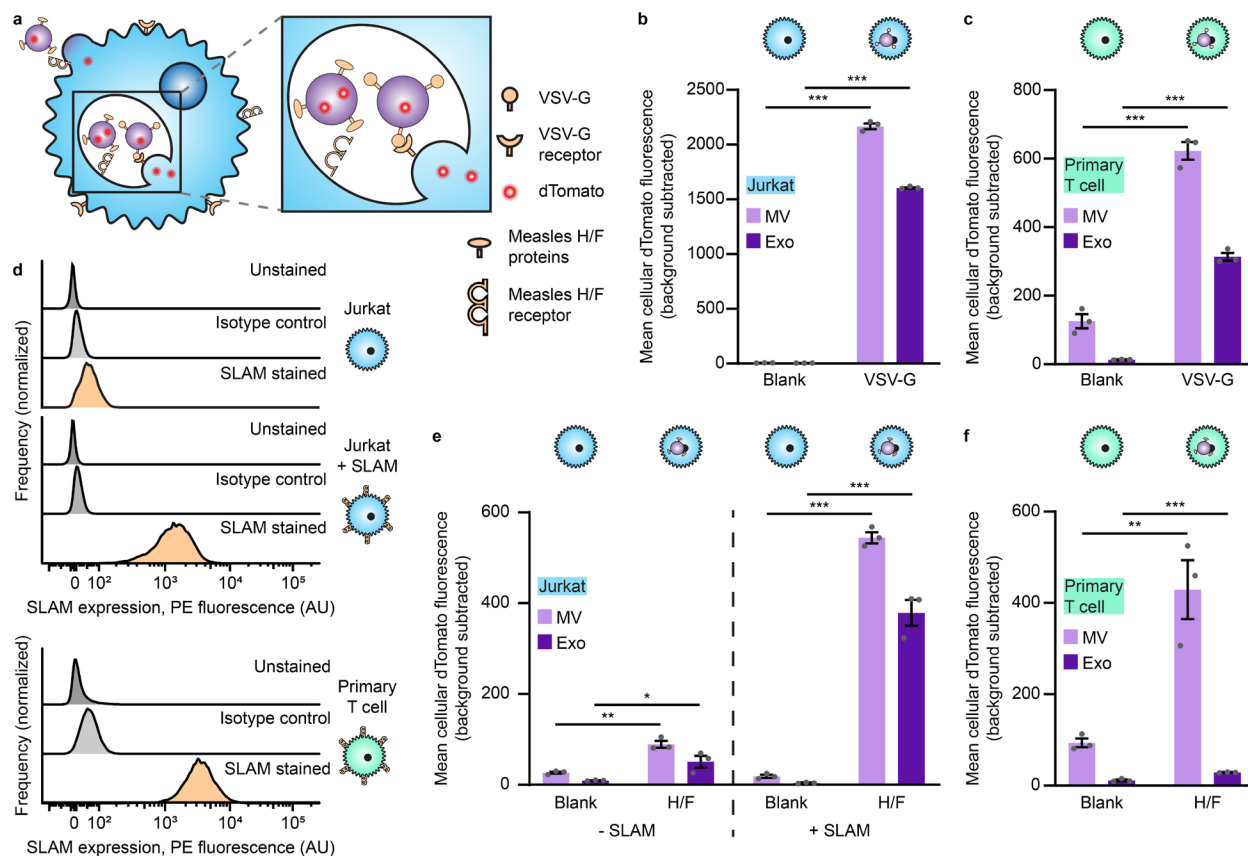 a
VSV-G
VSV-G
receptor
dTomato
Measles H/F
proteins
Measles H/F
receptor
b
Mean cellular dTomato fluorescence
(background subtracted)
2500
2000
1500
1000
500
0
Jurkat
MV
Exo
***
***
Blank
VSV-G
c
Mean cellular dTomato fluorescence
(background subtracted)
800
600
400
200
0
Primary
T cell
MV
Exo
***
***
Blank
VSV-G
d
Frequency (normalized)
Unstained
Isotype control
SLAM stained
Jurkat
Unstained
Isotype control
SLAM stained
Jurkat
+ SLAM
0 10² 10³ 10⁴ 10⁵
SLAM expression, PE fluorescence (AU)
Frequency (normalized)
Unstained
Isotype control
SLAM stained
Primary
T cell
0 10² 10³ 10⁴ 10⁵
SLAM expression, PE fluorescence (AU)
e
Mean cellular dTomato fluorescence
(background subtracted)
600
400
200
0
Jurkat
MV
Exo
*
**
***
***
Blank
H/F
Blank
H/F
- SLAM
+ SLAM
f
Mean cellular dTomato fluorescence
(background subtracted)
600
400
200
0
Primary
T cell
MV
Exo
***
**
Blank
H/F